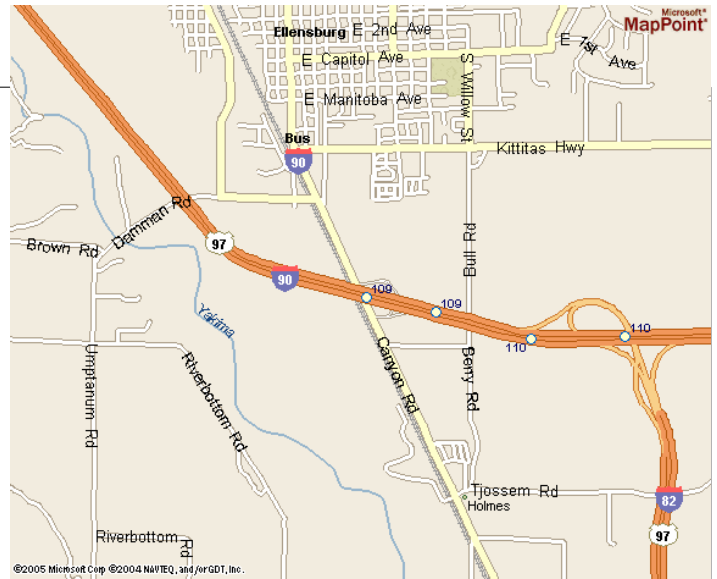 Microsoft®
MapPoint®
Ellensburg
E 2nd Ave
E 1st Ave
E Capitol Ave
S Willow St
E Manitoba Ave
Bus
90
Kittitas Hwy
Damman Rd
Bull Rd
97
Brown Rd
90
109
109
Yakima
110
110
Canyon Rd
Berry Rd
Umptanum Rd
Riverbottom Rd
Tjossem Rd
Holmes
82
97
Riverbottom Rd
©2005 Microsoft Corp ©2004 NAVTEQ, and/or GDT, Inc.